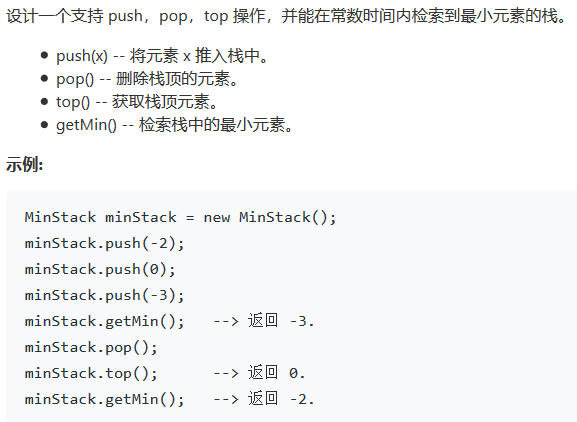 设计一个支持 push，pop，top 操作，并能在常数时间内检索到最小元素的栈。
• push(x) -- 将元素 x 推入栈中。
• pop() -- 删除栈顶的元素。
• top() -- 获取栈顶元素。
• getMin() -- 检索栈中的最小元素。
示例:
MinStack minStack = new MinStack();
minStack.push(-2);
minStack.push(0);
minStack.push(-3);
minStack.getMin();   --> 返回 -3.
minStack.pop();
minStack.top();      --> 返回 0.
minStack.getMin();   --> 返回 -2.